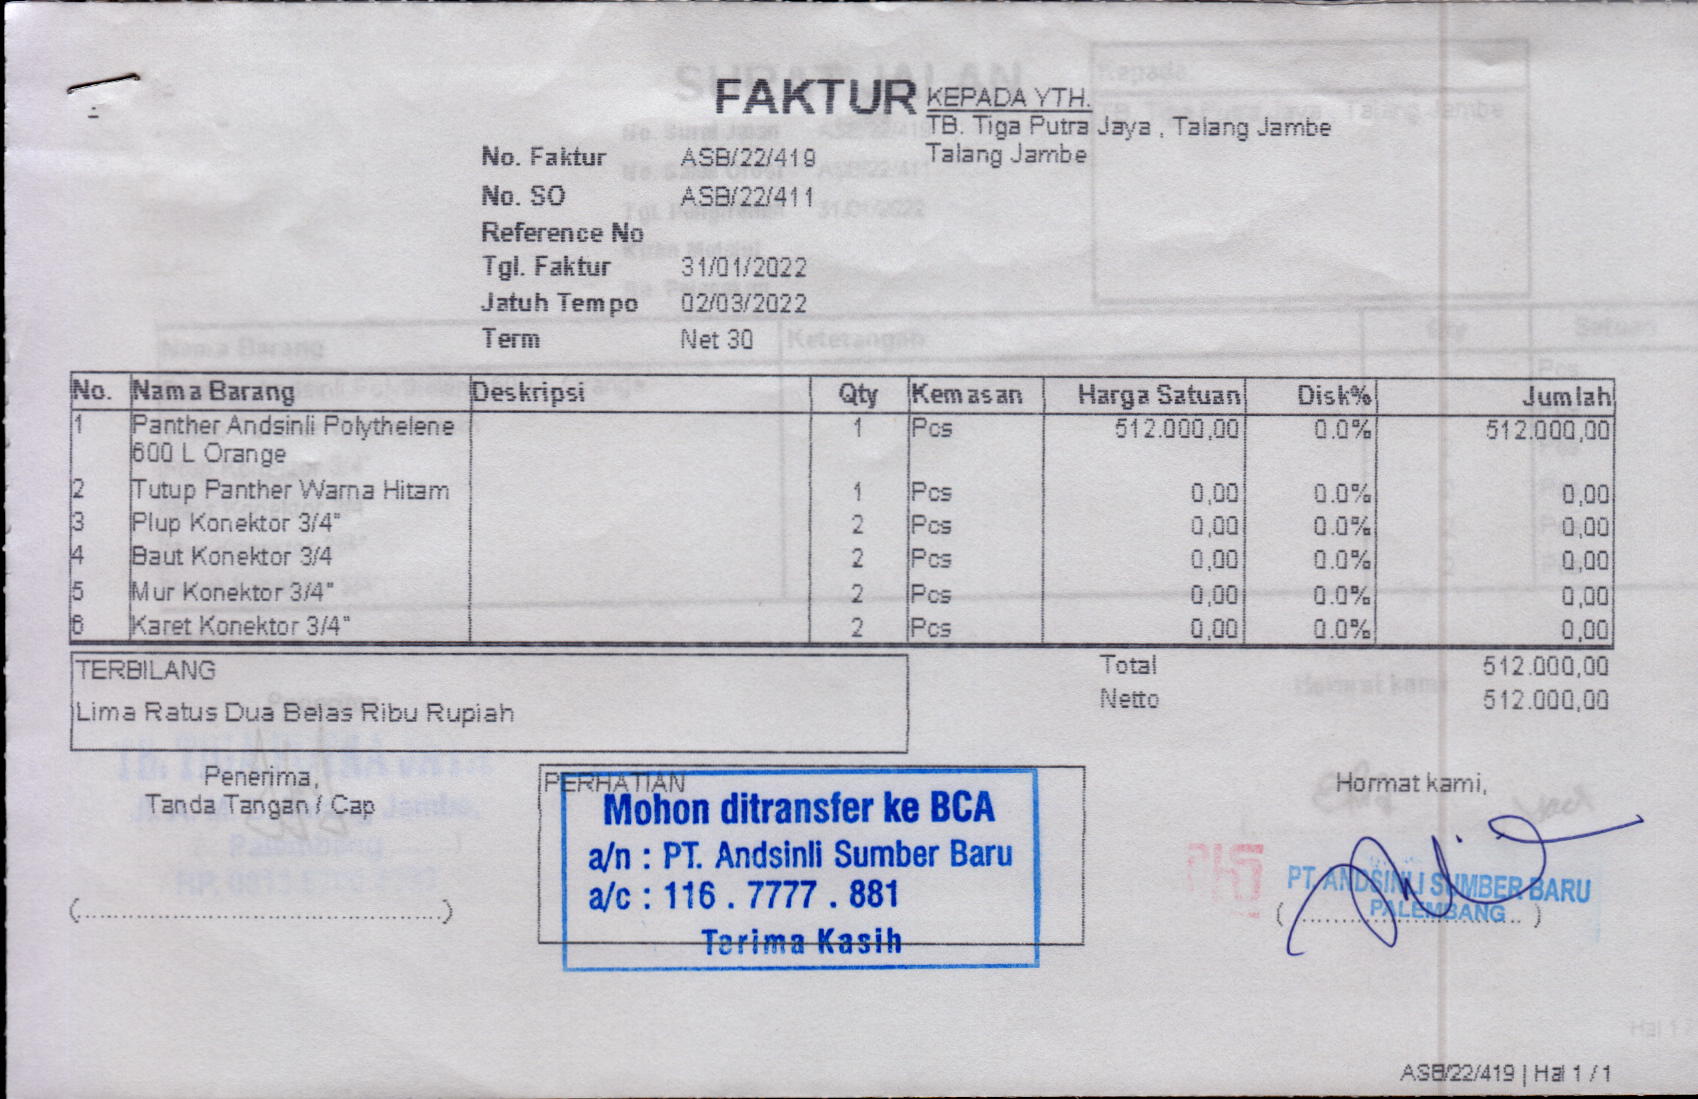 FAKTUR
KEPADA YTH.
TB. Tiga Putra Jaya , Talang Jambe
Talang Jambe
No. Faktur ASB/22/419
No. SO ASB/22/411
Reference No
Tgl. Faktur 31/01/2022
Jatuh Tempo 02/03/2022
Term Net 30
No. Nama Barang Deskripsi Qty Kemasan Harga Satuan Disk% Jumlah
1 Panther Andsinli Polythelene 1 Pcs 512.000,00 0.0% 512.000,00
600 L Orange
2 Tutup Panther Warna Hitam 1 Pcs 0,00 0.0% 0,00
3 Plup Konektor 3/4" 2 Pcs 0,00 0.0% 0,00
4 Baut Konektor 3/4 2 Pcs 0,00 0.0% 0,00
5 Mur Konektor 3/4" 2 Pcs 0,00 0.0% 0,00
6 Karet Konektor 3/4" 2 Pcs 0,00 0.0% 0,00
TERBILANG
Lima Ratus Dua Belas Ribu Rupiah
Total 512.000,00
Netto 512.000,00
Penerima,
Tanda Tangan / Cap
(....................................................)
PERHATIAN
Mohon ditransfer ke BCA
a/n : PT. Andsinli Sumber Baru
a/c : 116 . 7777 . 881
Terima Kasih
Hormat kami,
PT. ANDSINLI SUMBER BARU
PALEMBANG
(................................)
ASB/22/419 | Hal 1 / 1